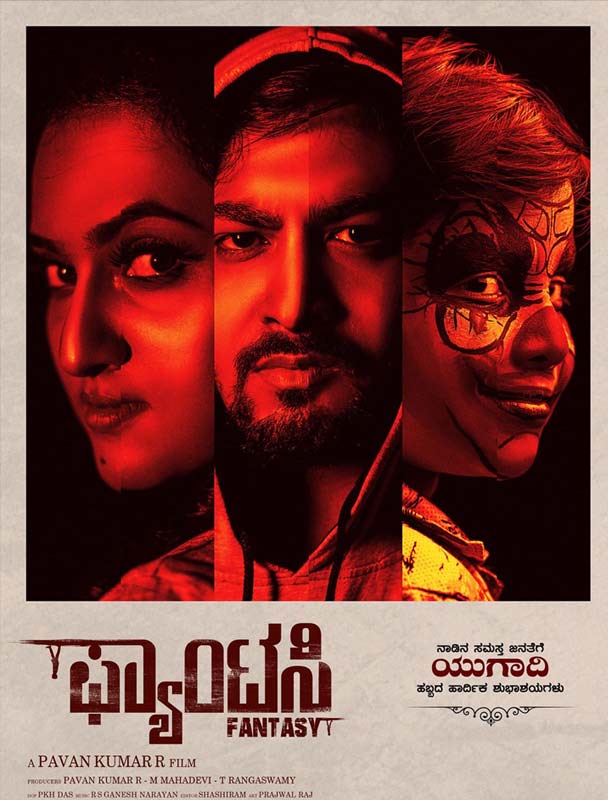 ಫ್ಯಾಂಟಸಿ
FANTASY
ನಾಡಿನ ಸಮಸ್ತ ಜನತೆಗೆ
ಯುಗಾದಿ
ಹಬ್ಬದ ಹಾರ್ದಿಕ ಶುಭಾಶಯಗಳು
A PAVAN KUMAR R FILM
PRODUCERS PAVAN KUMAR R - M MAHADEVI - T RANGASWAMY
DOP PKH DAS MUSIC R S GANESH NARAYAN EDITOR SHASHIRAM ART PRAJWAL RAJ